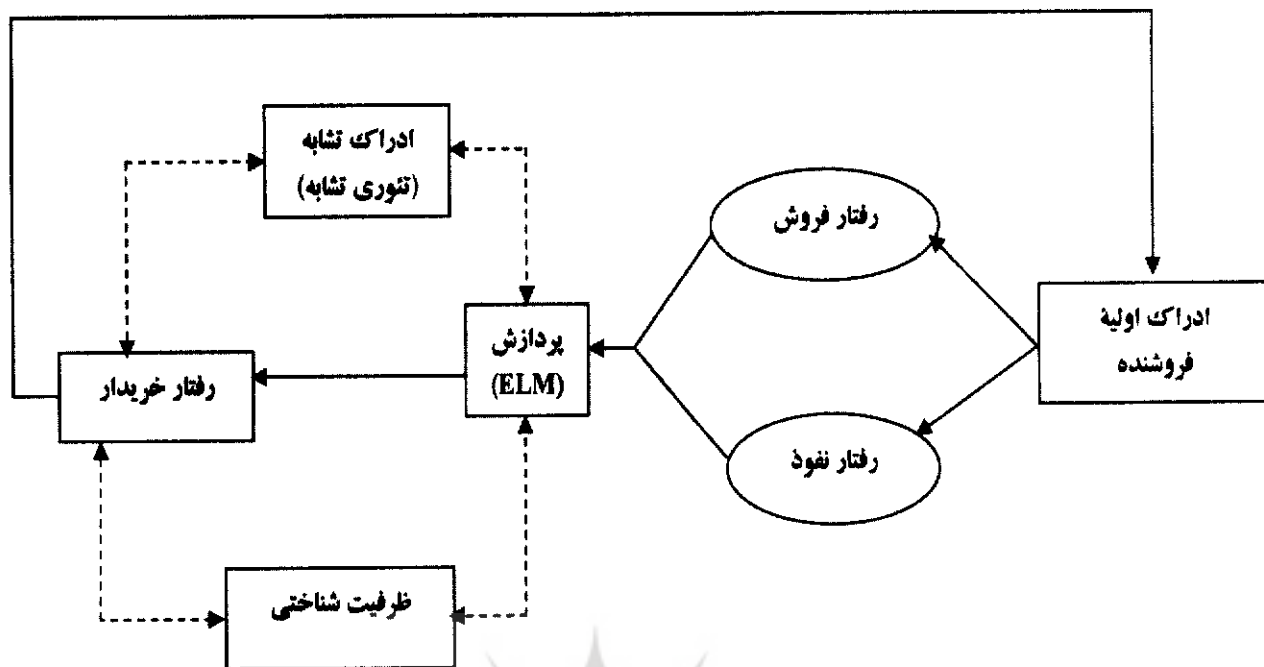 ادراک تشابه
(تئوری تشابه)
رفتار فروش
ادراک اولیهٔ
فروشنده
پردازش
(ELM)
رفتار خریدار
رفتار نفوذ
ظرفیت شناختی